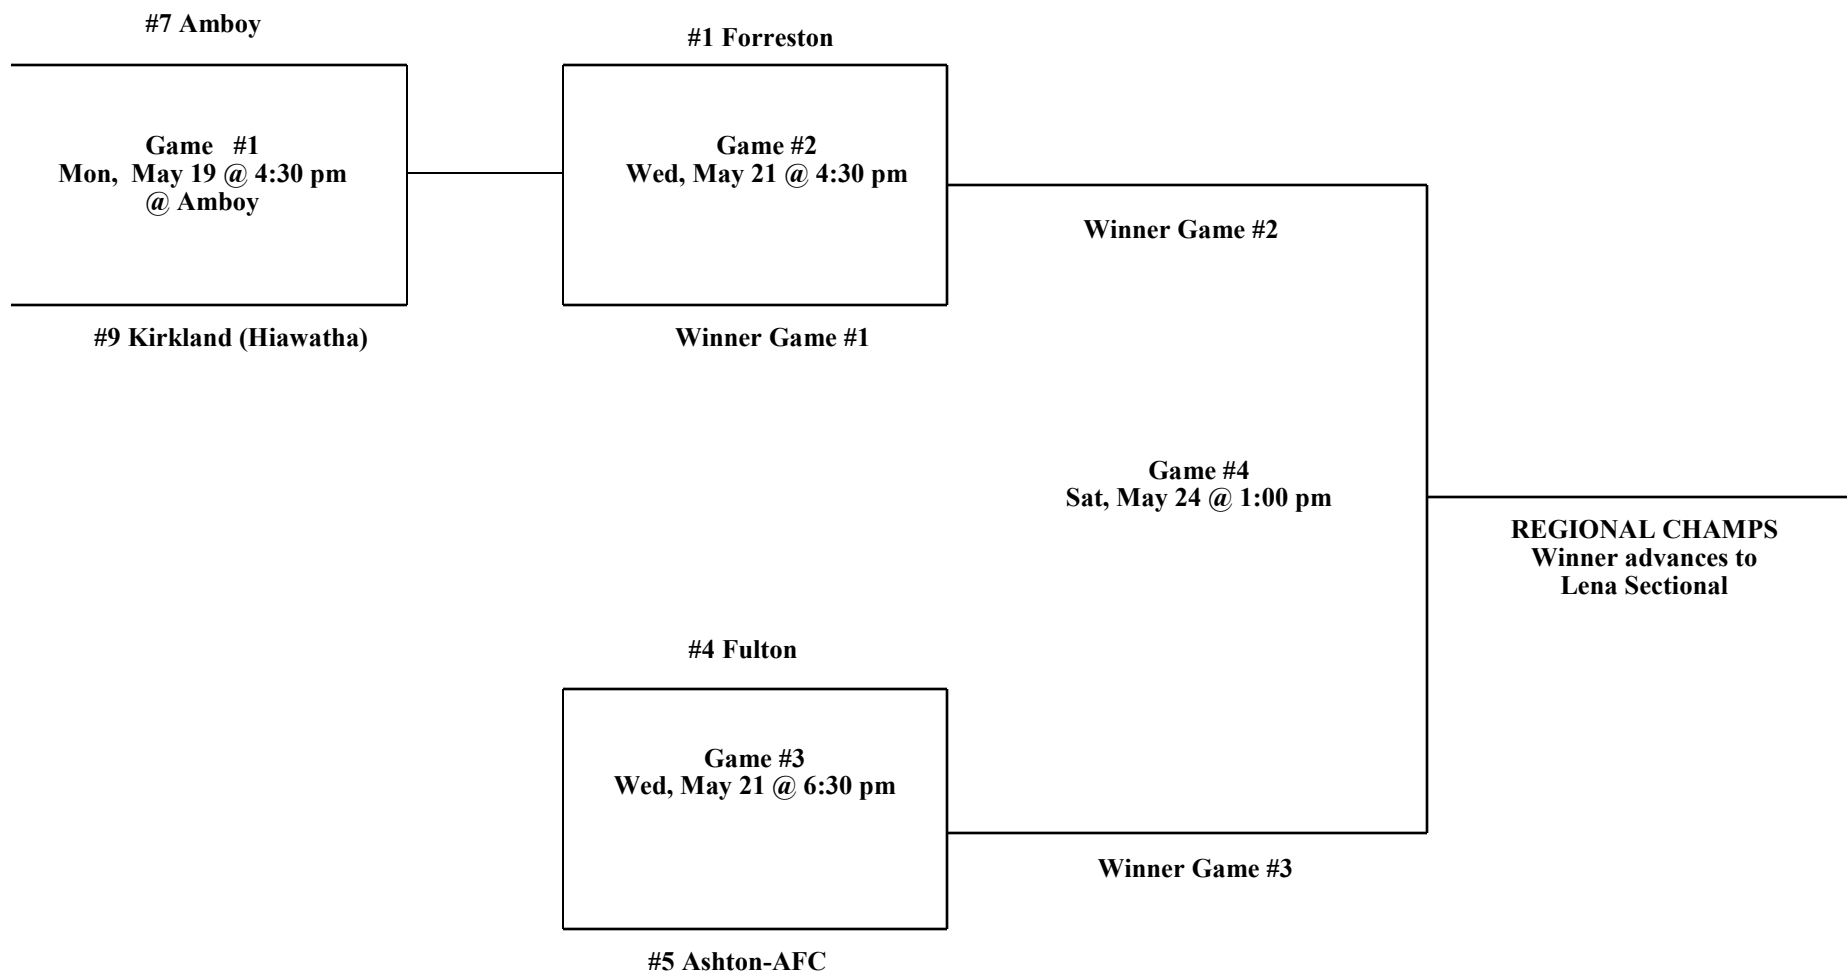 #7 Amboy
#1 Forreston
Game #1
Mon, May 19 @ 4:30 pm
@ Amboy
Game #2
Wed, May 21 @ 4:30 pm
Winner Game #2
#9 Kirkland (Hiawatha)
Winner Game #1
Game #4
Sat, May 24 @ 1:00 pm
REGIONAL CHAMPS
Winner advances to
Lena Sectional
#4 Fulton
Game #3
Wed, May 21 @ 6:30 pm
Winner Game #3
#5 Ashton-AFC